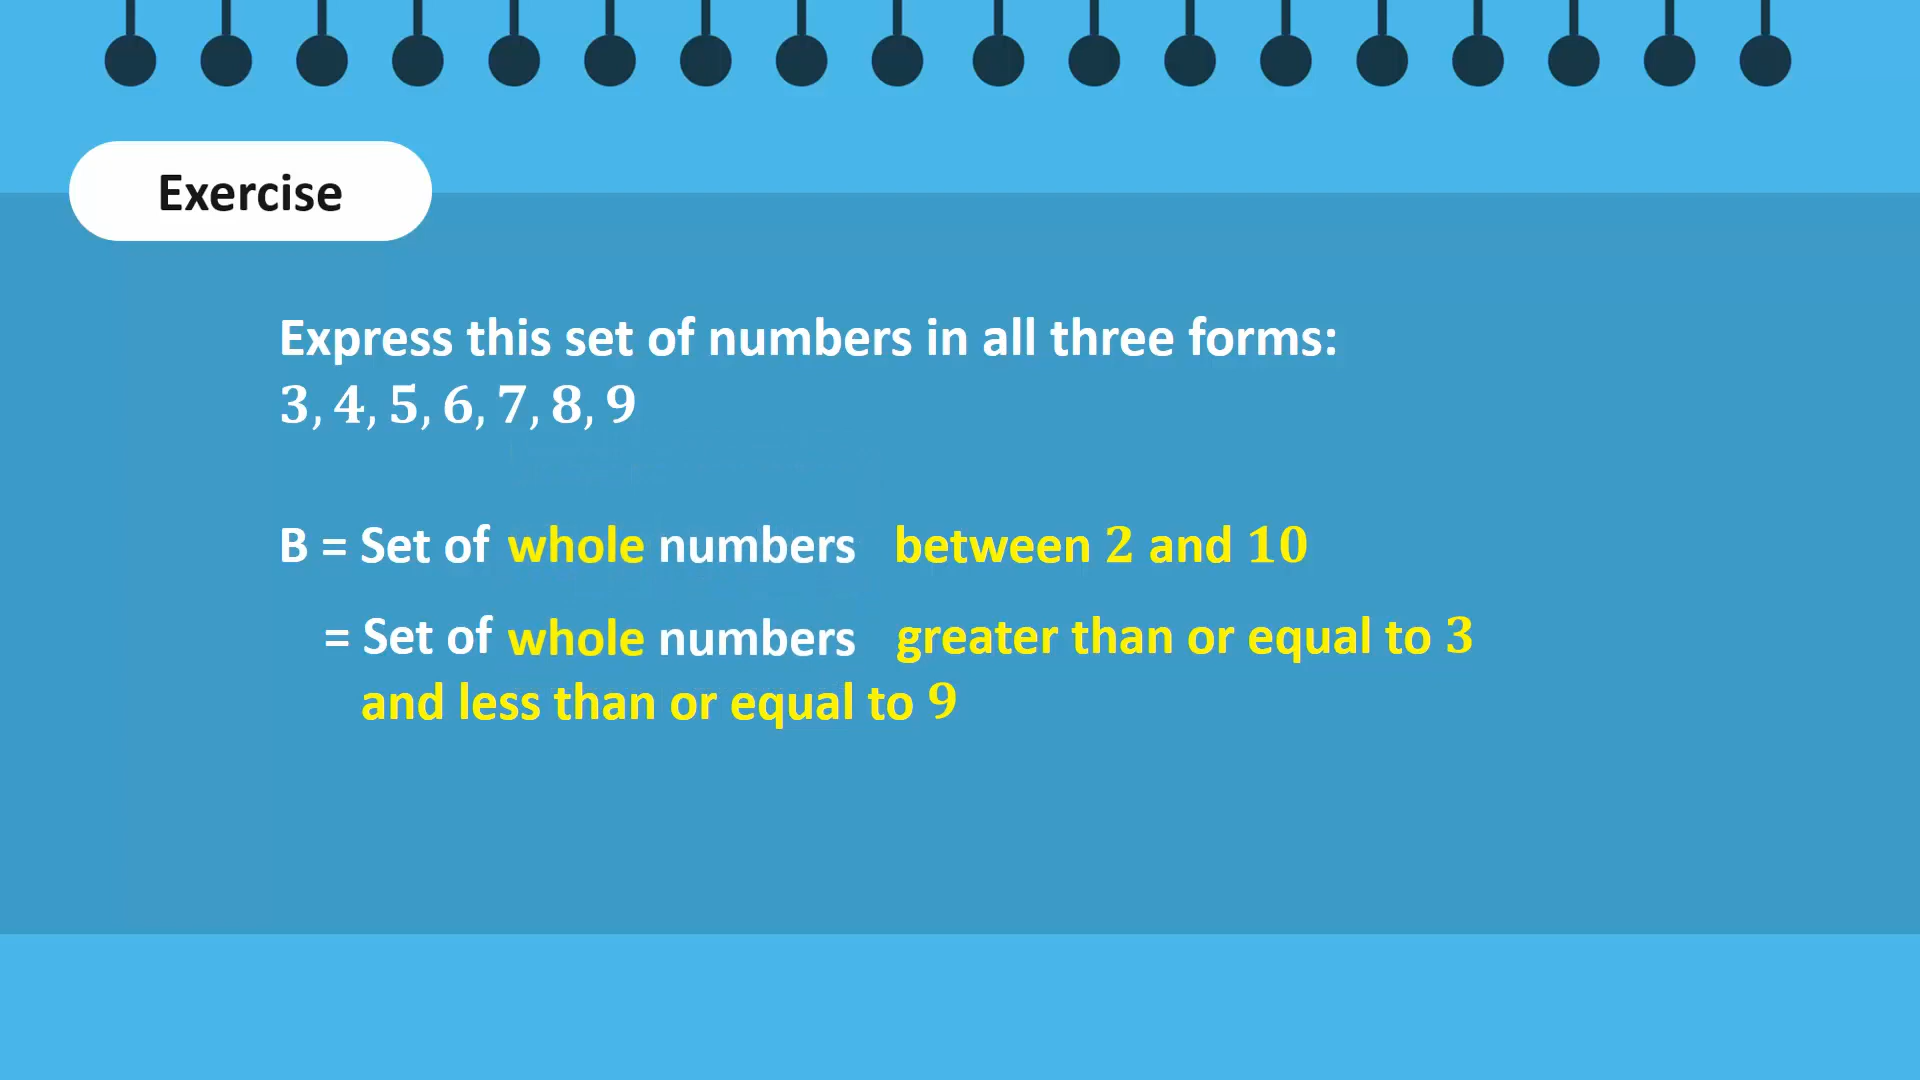 Exercise
Express this set of numbers in all three forms:
3, 4, 5, 6, 7, 8, 9
B = Set of whole numbers between 2 and 10
= Set of whole numbers greater than or equal to 3
and less than or equal to 9